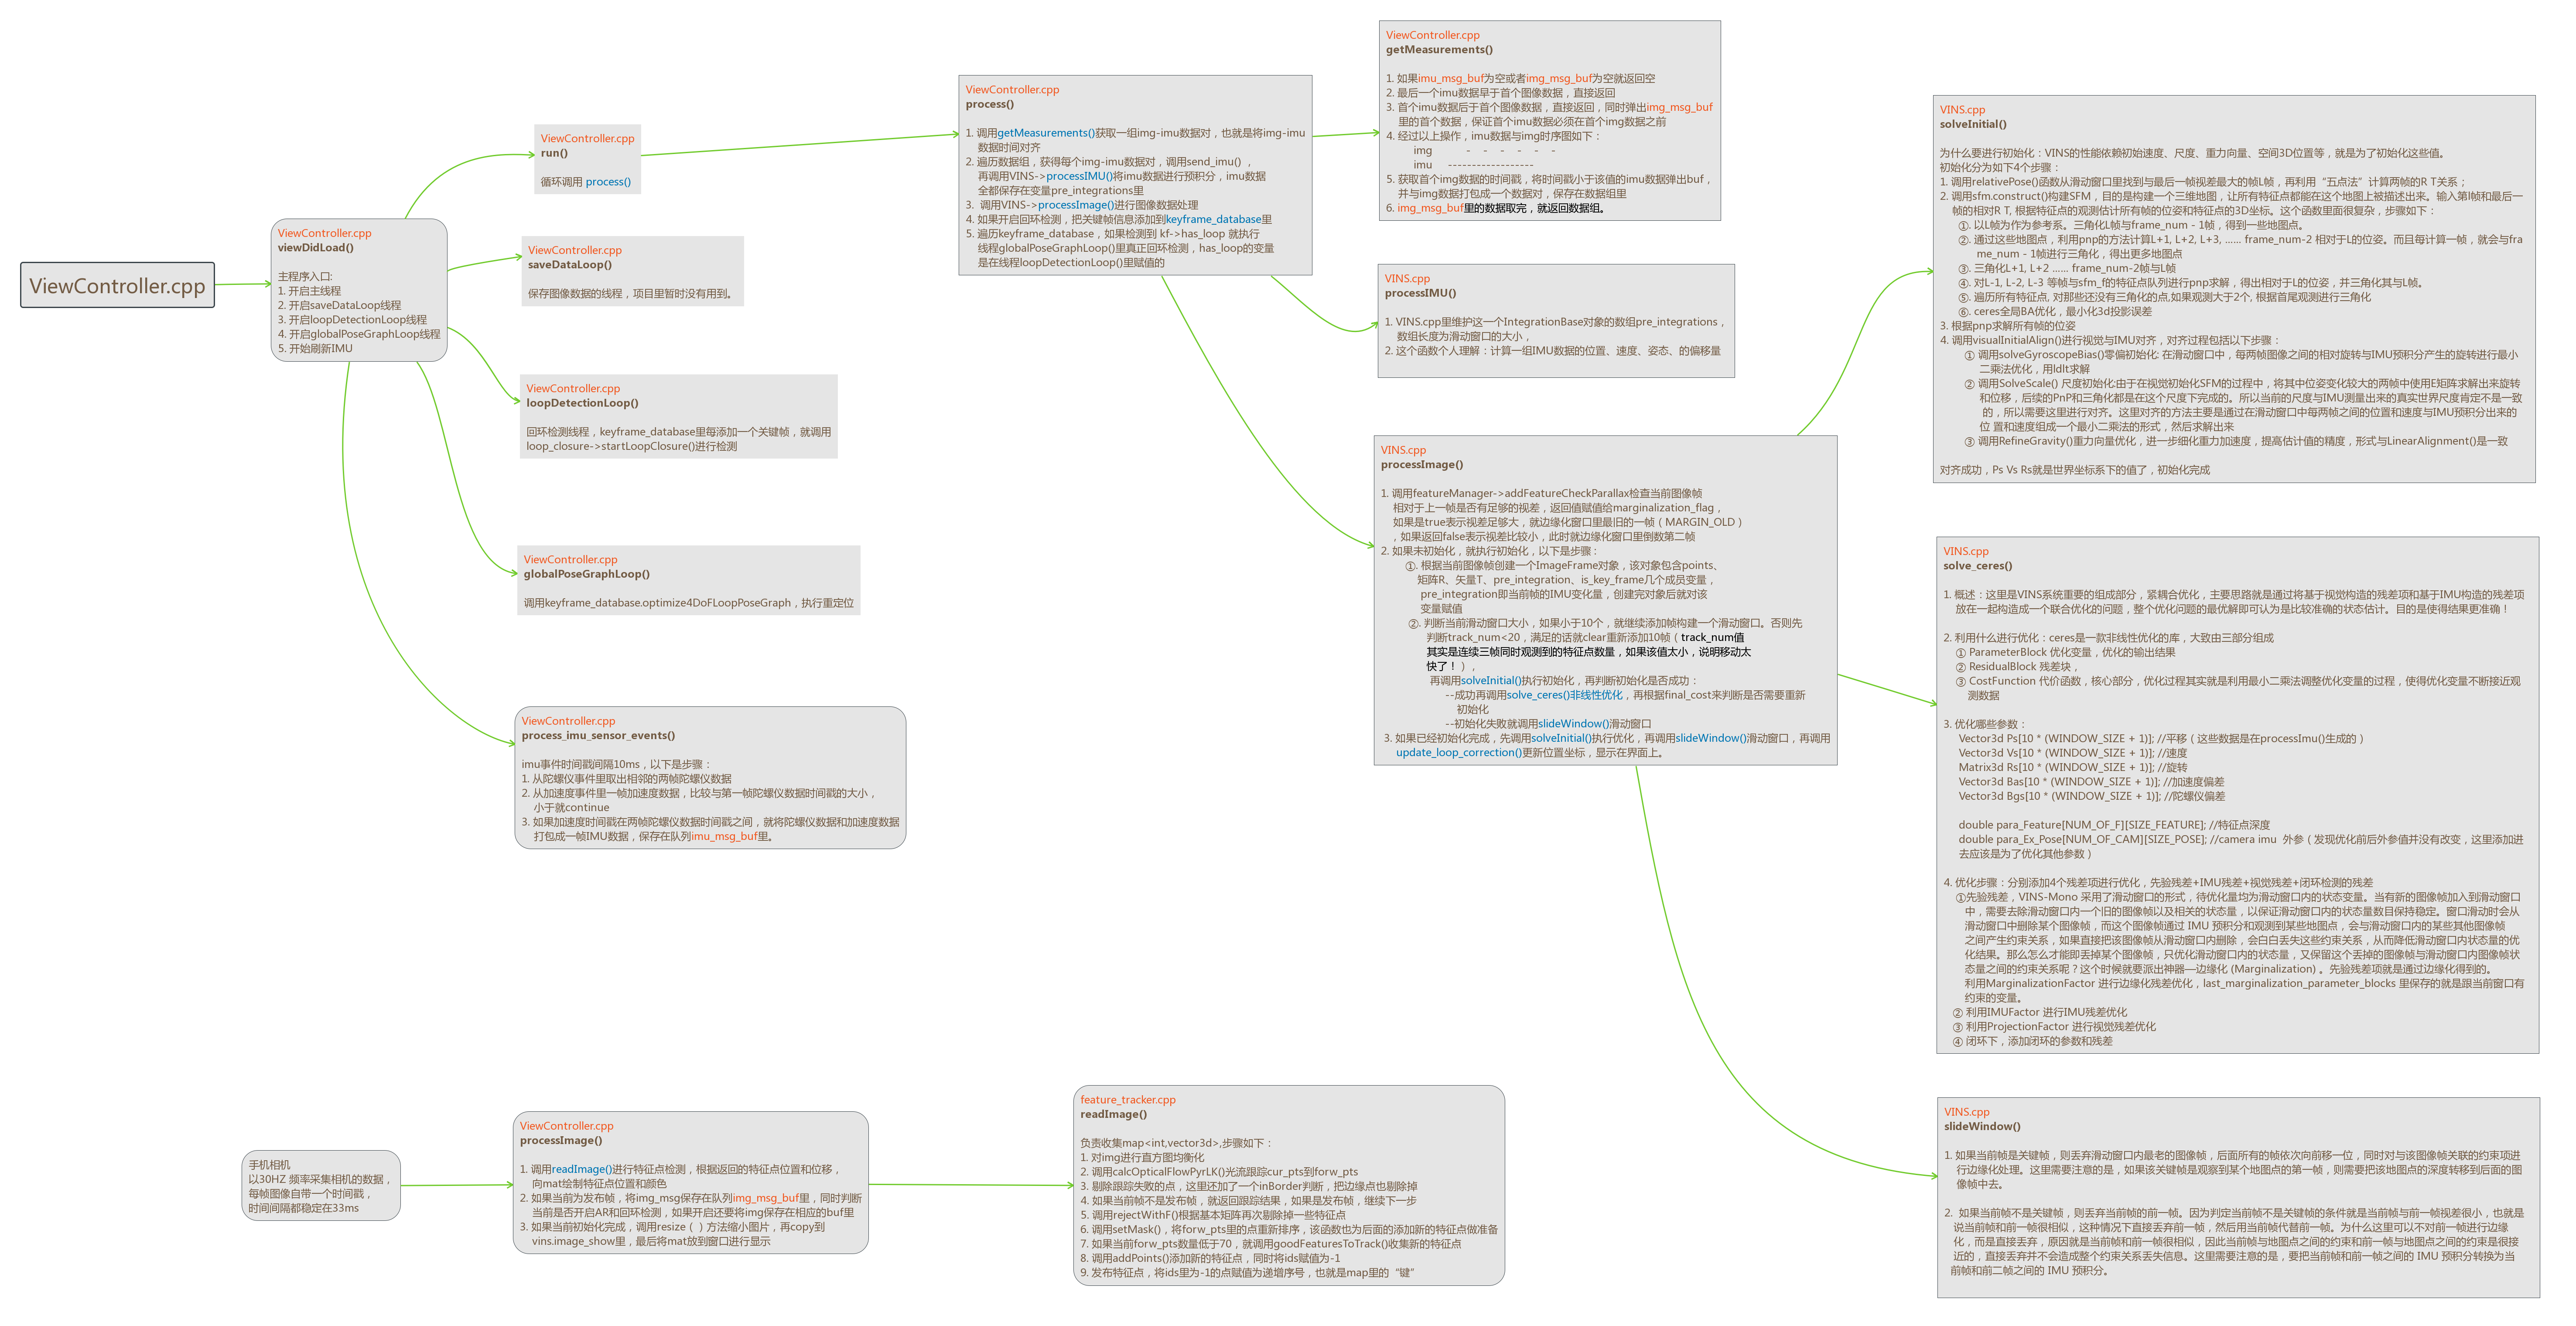 ViewController.cpp
ViewController.cpp
viewDidLoad()
主程序入口:
1. 开启主线程
2. 开启saveDataLoop线程
3. 开启loopDetectionLoop线程
4. 开启globalPoseGraphLoop线程
5. 开始刷新IMU
ViewController.cpp
run()
循环调用 process()
ViewController.cpp
saveDataLoop()
保存图像数据的线程，项目里暂时没有用到。
ViewController.cpp
loopDetectionLoop()
回环检测线程，keyframe_database里每添加一个关键帧，就调用
loop_closure->startLoopClosure()进行检测
ViewController.cpp
globalPoseGraphLoop()
调用keyframe_database.optimize4DoFLoopPoseGraph，执行重定位
ViewController.cpp
process_imu_sensor_events()
imu事件时间戳间隔10ms，以下是步骤：
1. 从陀螺仪事件里取出相邻的两帧陀螺仪数据
2. 从加速度事件里一帧加速度数据，比较与第一帧陀螺仪数据时间戳的大小，
小于就continue
3. 如果加速度时间戳在两帧陀螺仪数据时间戳之间，就将陀螺仪数据和加速度数据
打包成一帧IMU数据，保存在队列imu_msg_buf里。
ViewController.cpp
process()
1. 调用getMeasurements()获取一组img-imu数据对，也就是将img-imu
数据时间对齐
2. 遍历数据组，获得每个img-imu数据对，调用send_imu() ，
再调用VINS->processIMU()将imu数据进行预积分，imu数据
全都保存在变量pre_integrations里
3. 调用VINS->processImage()进行图像数据处理
4. 如果开启回环检测，把关键帧信息添加到keyframe_database里
5. 遍历keyframe_database，如果检测到 kf->has_loop 就执行
线程globalPoseGraphLoop()里真正回环检测，has_loop的变量
是在线程loopDetectionLoop()里赋值的
ViewController.cpp
getMeasurements()
1. 如果imu_msg_buf为空或者img_msg_buf为空就返回空
2. 最后一个imu数据早于首个图像数据，直接返回
3. 首个imu数据后于首个图像数据，直接返回，同时弹出img_msg_buf
里的首个数据，保证首个imu数据必须在首个img数据之前
4. 经过以上操作，imu数据与img时序图如下：
img - - - - - -
imu ------------------
5. 获取首个img数据的时间戳，将时间戳小于该值的imu数据弹出buf，
并与img数据打包成一个数据对，保存在数据组里
6. img_msg_buf里的数据取完，就返回数据组。
VINS.cpp
processIMU()
1. VINS.cpp里维护这一个IntegrationBase对象的数组pre_integrations，
数组长度为滑动窗口的大小，
2. 这个函数个人理解：计算一组IMU数据的位置、速度、姿态、的偏移量
VINS.cpp
processImage()
1. 调用featureManager->addFeatureCheckParallax检查当前图像帧
相对于上一帧是否有足够的视差，返回值赋值给marginalization_flag，
如果是true表示视差足够大，就边缘化窗口里最旧的一帧（MARGIN_OLD）
，如果返回false表示视差比较小，此时就边缘化窗口里倒数第二帧
2. 如果未初始化，就执行初始化，以下是步骤：
①. 根据当前图像帧创建一个ImageFrame对象，该对象包含points、
矩阵R、矢量T、pre_integration、is_key_frame几个成员变量，
pre_integration即当前帧的IMU变化量，创建完对象后就对该
变量赋值
②. 判断当前滑动窗口大小，如果小于10个，就继续添加帧构建一个滑动窗口。否则先
判断track_num<20，满足的话就clear重新添加10帧（track_num值
其实是连续三帧同时观测到的特征点数量，如果该值太小，说明移动太
快了！），
再调用solveInitial()执行初始化，再判断初始化是否成功：
--成功再调用solve_ceres()非线性优化，再根据final_cost来判断是否需要重新
初始化
--初始化失败就调用slideWindow()滑动窗口
3. 如果已经初始化完成，先调用solveInitial()执行优化，再调用slideWindow()滑动窗口，再调用
update_loop_correction()更新位置坐标，显示在界面上。
VINS.cpp
solveInitial()
为什么要进行初始化：VINS的性能依赖初始速度、尺度、重力向量、空间3D位置等，就是为了初始化这些值。
初始化分为如下4个步骤：
1. 调用relativePose()函数从滑动窗口里找到与最后一帧视差最大的帧L帧，再利用“五点法”计算两帧的R T关系；
2. 调用sfm.construct()构建SFM，目的是构建一个三维地图，让所有特征点都能在这个地图上被描述出来。输入第l帧和最后一
帧的相对R T, 根据特征点的观测估计所有帧的位姿和特征点的3D坐标。这个函数里面很复杂，步骤如下：
①. 以L帧为作为参考系。三角化L帧与frame_num - 1帧，得到一些地图点。
②. 通过这些地图点，利用pnp的方法计算L+1, L+2, L+3, …… frame_num-2 相对于L的位姿。而且每计算一帧，就会与fra
me_num - 1帧进行三角化，得出更多地图点
③. 三角化L+1, L+2 …… frame_num-2帧与L帧
④. 对L-1, L-2, L-3 等帧与sfm_f的特征点队列进行pnp求解，得出相对于L的位姿，并三角化其与L帧。
⑤. 遍历所有特征点, 对那些还没有三角化的点,如果观测大于2个, 根据首尾观测进行三角化
⑥. ceres全局BA优化，最小化3d投影误差
3. 根据pnp求解所有帧的位姿
4. 调用visualInitialAlign()进行视觉与IMU对齐，对齐过程包括以下步骤：
① 调用solveGyroscopeBias()零偏初始化: 在滑动窗口中，每两帧图像之间的相对旋转与IMU预积分产生的旋转进行最小
二乘法优化，用ldlt求解
② 调用SolveScale() 尺度初始化:由于在视觉初始化SFM的过程中，将其中位姿变化较大的两帧中使用E矩阵求解出来旋转
和位移，后续的PnP和三角化都是在这个尺度下完成的。所以当前的尺度与IMU测量出来的真实世界尺度肯定不是一致
的，所以需要这里进行对齐。这里对齐的方法主要是通过在滑动窗口中每两帧之间的位置和速度与IMU预积分出来的
位 置和速度组成一个最小二乘法的形式，然后求解出来
③ 调用RefineGravity()重力向量优化，进一步细化重力加速度，提高估计值的精度，形式与LinearAlignment()是一致
对齐成功，Ps Vs Rs就是世界坐标系下的值了，初始化完成
VINS.cpp
solve_ceres()
1. 概述：这里是VINS系统重要的组成部分，紧耦合优化，主要思路就是通过将基于视觉构造的残差项和基于IMU构造的残差项
放在一起构造成一个联合优化的问题，整个优化问题的最优解即可认为是比较准确的状态估计。目的是使得结果更准确！
2. 利用什么进行优化：ceres是一款非线性优化的库，大致由三部分组成
① ParameterBlock 优化变量，优化的输出结果
② ResidualBlock 残差块，
③ CostFunction 代价函数，核心部分，优化过程其实就是利用最小二乘法调整优化变量的过程，使得优化变量不断接近观
测数据
3. 优化哪些参数：
Vector3d Ps[10 * (WINDOW_SIZE + 1)]; //平移（这些数据是在processImu()生成的）
Vector3d Vs[10 * (WINDOW_SIZE + 1)]; //速度
Matrix3d Rs[10 * (WINDOW_SIZE + 1)]; //旋转
Vector3d Bas[10 * (WINDOW_SIZE + 1)]; //加速度偏差
Vector3d Bgs[10 * (WINDOW_SIZE + 1)]; //陀螺仪偏差
double para_Feature[NUM_OF_F][SIZE_FEATURE]; //特征点深度
double para_Ex_Pose[NUM_OF_CAM][SIZE_POSE]; //camera imu 外参（发现优化前后外参值并没有改变，这里添加进
去应该是为了优化其他参数）
4. 优化步骤：分别添加4个残差项进行优化，先验残差+IMU残差+视觉残差+闭环检测的残差
①先验残差，VINS-Mono 采用了滑动窗口的形式，待优化量均为滑动窗口内的状态变量。当有新的图像帧加入到滑动窗口
中，需要去除滑动窗口内一个旧的图像帧以及相关的状态量，以保证滑动窗口内的状态量数目保持稳定。窗口滑动时会从
滑动窗口中删除某个图像帧，而这个图像帧通过 IMU 预积分和观测到某些地图点，会与滑动窗口内的某些其他图像帧
之间产生约束关系，如果直接把该图像帧从滑动窗口内删除，会白白丢失这些约束关系，从而降低滑动窗口内状态量的优
化结果。那么怎么才能即丢掉某个图像帧，只优化滑动窗口内的状态量，又保留这个丢掉的图像帧与滑动窗口内图像帧状
态量之间的约束关系呢？这个时候就要派出神器—边缘化 (Marginalization) 。先验残差项就是通过边缘化得到的。
利用MarginalizationFactor 进行边缘化残差优化，last_marginalization_parameter_blocks 里保存的就是跟当前窗口有
约束的变量。
② 利用IMUFactor 进行IMU残差优化
③ 利用ProjectionFactor 进行视觉残差优化
④ 闭环下，添加闭环的参数和残差
VINS.cpp
slideWindow()
1. 如果当前帧是关键帧，则丢弃滑动窗口内最老的图像帧，后面所有的帧依次向前移一位，同时对与该图像帧关联的约束项进
行边缘化处理。这里需要注意的是，如果该关键帧是观察到某个地图点的第一帧，则需要把该地图点的深度转移到后面的图
像帧中去。
2. 如果当前帧不是关键帧，则丢弃当前帧的前一帧。因为判定当前帧不是关键帧的条件就是当前帧与前一帧视差很小，也就是
说当前帧和前一帧很相似，这种情况下直接丢弃前一帧，然后用当前帧代替前一帧。为什么这里可以不对前一帧进行边缘
化，而是直接丢弃，原因就是当前帧和前一帧很相似，因此当前帧与地图点之间的约束和前一帧与地图点之间的约束是很接
近的，直接丢弃并不会造成整个约束关系丢失信息。这里需要注意的是，要把当前帧和前一帧之间的 IMU 预积分转换为当
前帧和前二帧之间的 IMU 预积分。
手机相机
以30HZ 频率采集相机的数据，
每帧图像自带一个时间戳，
时间间隔都稳定在33ms
ViewController.cpp
processImage()
1. 调用readImage()进行特征点检测，根据返回的特征点位置和位移，
向mat绘制特征点位置和颜色
2. 如果当前为发布帧，将img_msg保存在队列img_msg_buf里，同时判断
当前是否开启AR和回环检测，如果开启还要将img保存在相应的buf里
3. 如果当前初始化完成，调用resize（）方法缩小图片，再copy到
vins.image_show里，最后将mat放到窗口进行显示
feature_tracker.cpp
readImage()
负责收集map<int,vector3d>,步骤如下：
1. 对img进行直方图均衡化
2. 调用calcOpticalFlowPyrLK()光流跟踪cur_pts到forw_pts
3. 剔除跟踪失败的点，这里还加了一个inBorder判断，把边缘点也剔除掉
4. 如果当前帧不是发布帧，就返回跟踪结果，如果是发布帧，继续下一步
5. 调用rejectWithF()根据基本矩阵再次剔除掉一些特征点
6. 调用setMask()，将forw_pts里的点重新排序，该函数也为后面的添加新的特征点做准备
7. 如果当前forw_pts数量低于70，就调用goodFeaturesToTrack()收集新的特征点
8. 调用addPoints()添加新的特征点，同时将ids赋值为-1
9. 发布特征点，将ids里为-1的点赋值为递增序号，也就是map里的“键”